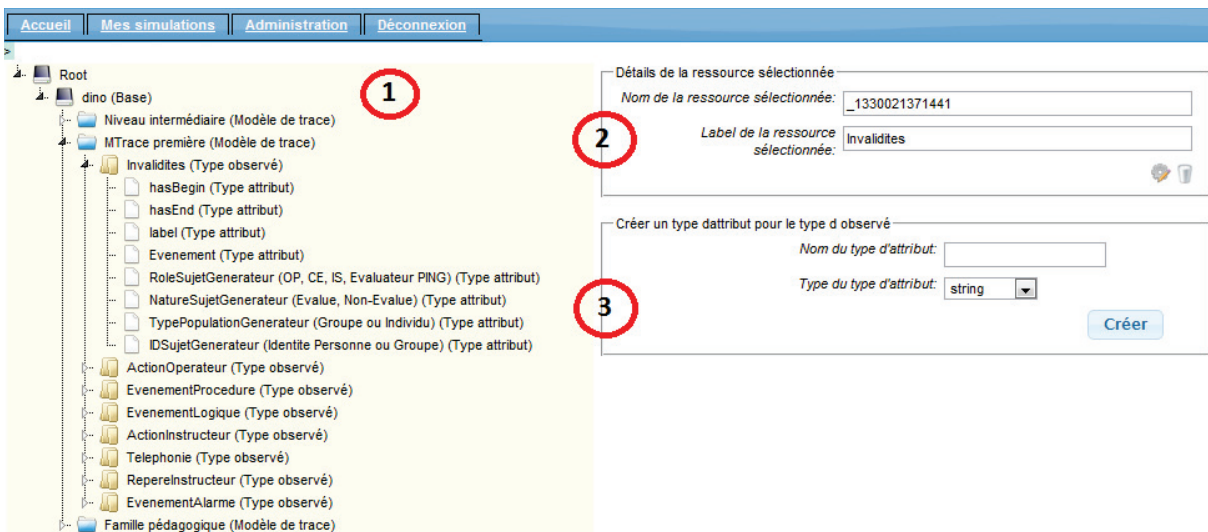 Accueil Mes simulations Administration Déconnexion
>
Root
dino (Base)
Niveau intermédiaire (Modèle de trace)
MTrace première (Modèle de trace)
Invalidites (Type observé)
hasBegin (Type attribut)
hasEnd (Type attribut)
label (Type attribut)
Evenement (Type attribut)
RoleSujetGenerateur (OP, CE, IS, Evaluateur PING) (Type attribut)
NatureSujetGenerateur (Evalue, Non-Evalue) (Type attribut)
TypePopulationGenerateur (Groupe ou Individu) (Type attribut)
IDSujetGenerateur (Identite Personne ou Groupe) (Type attribut)
ActionOperateur (Type observé)
EvenementProcedure (Type observé)
EvenementLogique (Type observé)
ActionInstructeur (Type observé)
Telephonie (Type observé)
RepereInstructeur (Type observé)
EvenementAlarme (Type observé)
Famille pédagogique (Modèle de trace)
1
Détails de la ressource sélectionnée
Nom de la ressource sélectionnée: _1330021371441
2
Label de la ressource
sélectionnée: Invalidites
Créer un type dattribut pour le type d observé
Nom du type d'attribut:
Type du type d'attribut: string
3
Créer